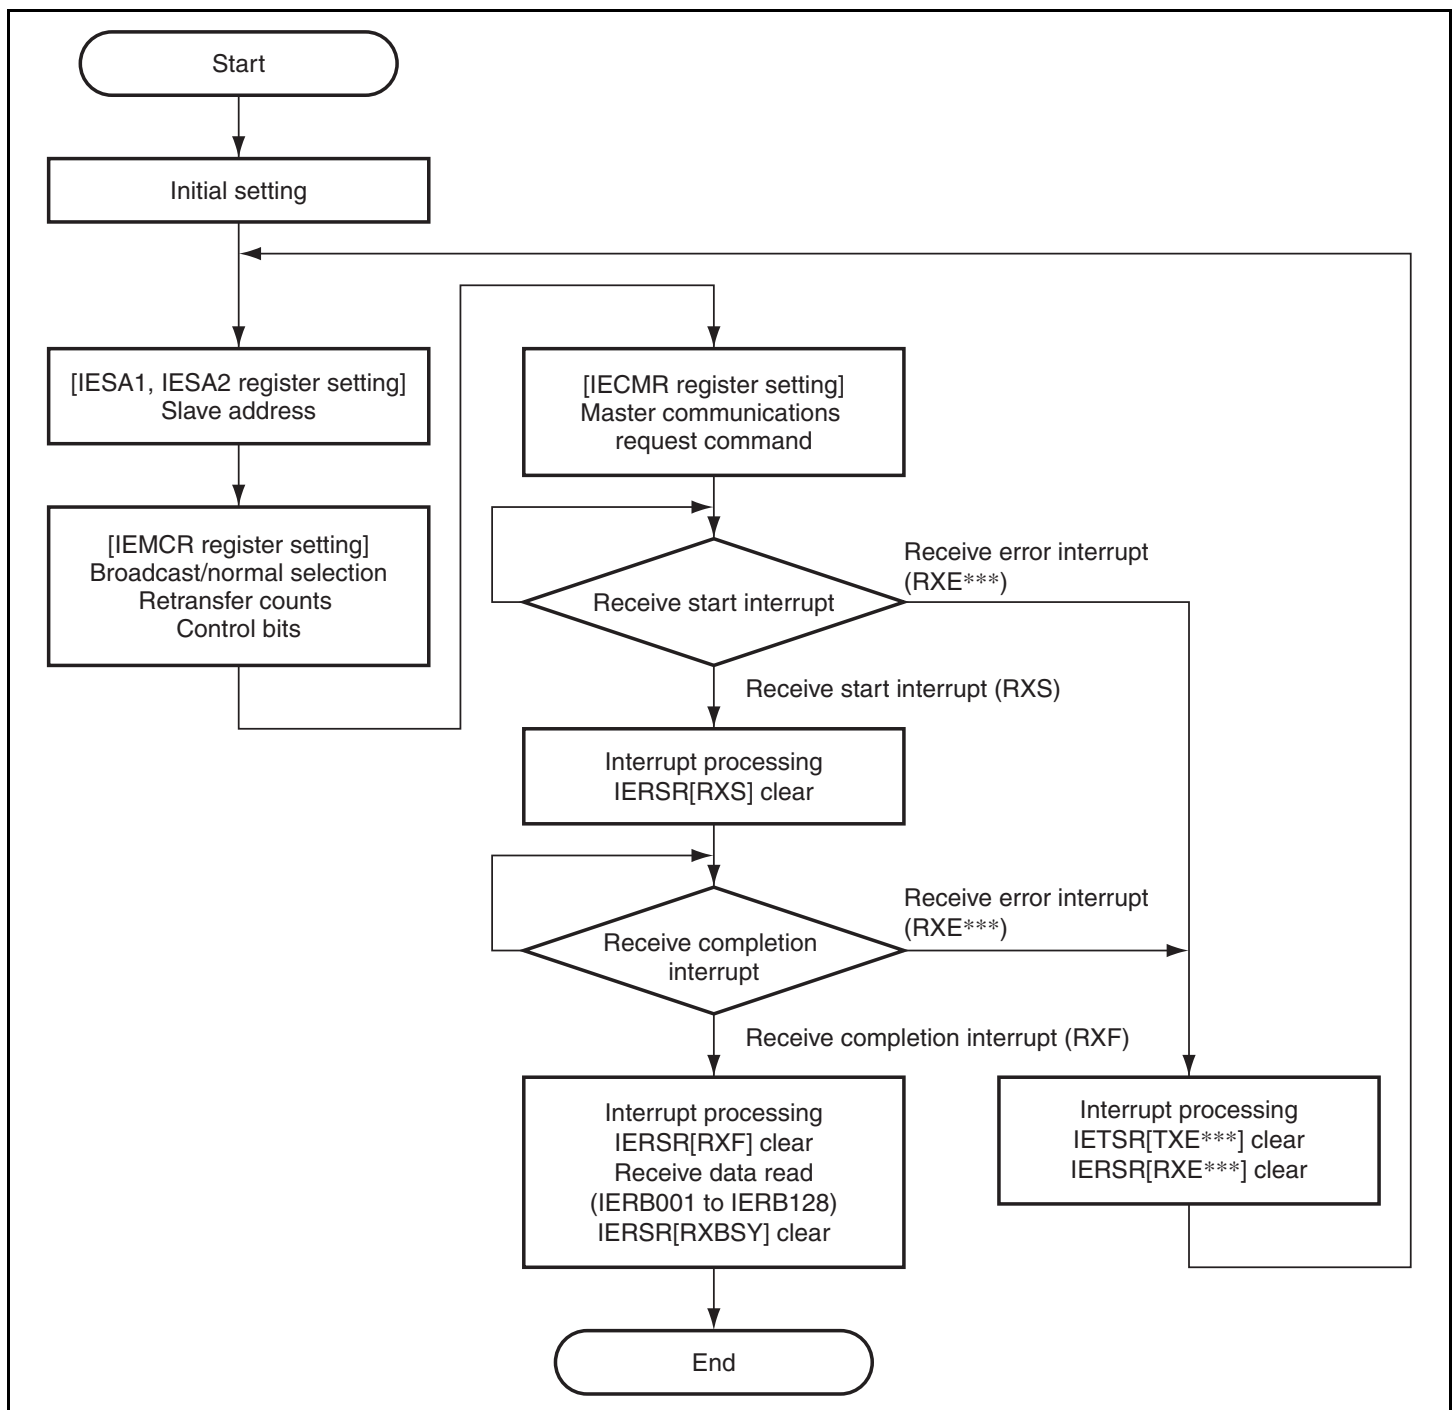 Start
Initial setting
[IESA1, IESA2 register setting]
Slave address
[IEMCR register setting]
Broadcast/normal selection
Retransfer counts
Control bits
[IECMR register setting]
Master communications
request command
Receive start interrupt
Receive error interrupt
(RXE***)
Receive start interrupt (RXS)
Interrupt processing
IERSR[RXS] clear
Receive completion
interrupt
Receive error interrupt
(RXE***)
Receive completion interrupt (RXF)
Interrupt processing
IERSR[RXF] clear
Receive data read
(IERB001 to IERB128)
IERSR[RXBSY] clear
Interrupt processing
IETSR[TXE***] clear
IERSR[RXE***] clear
End